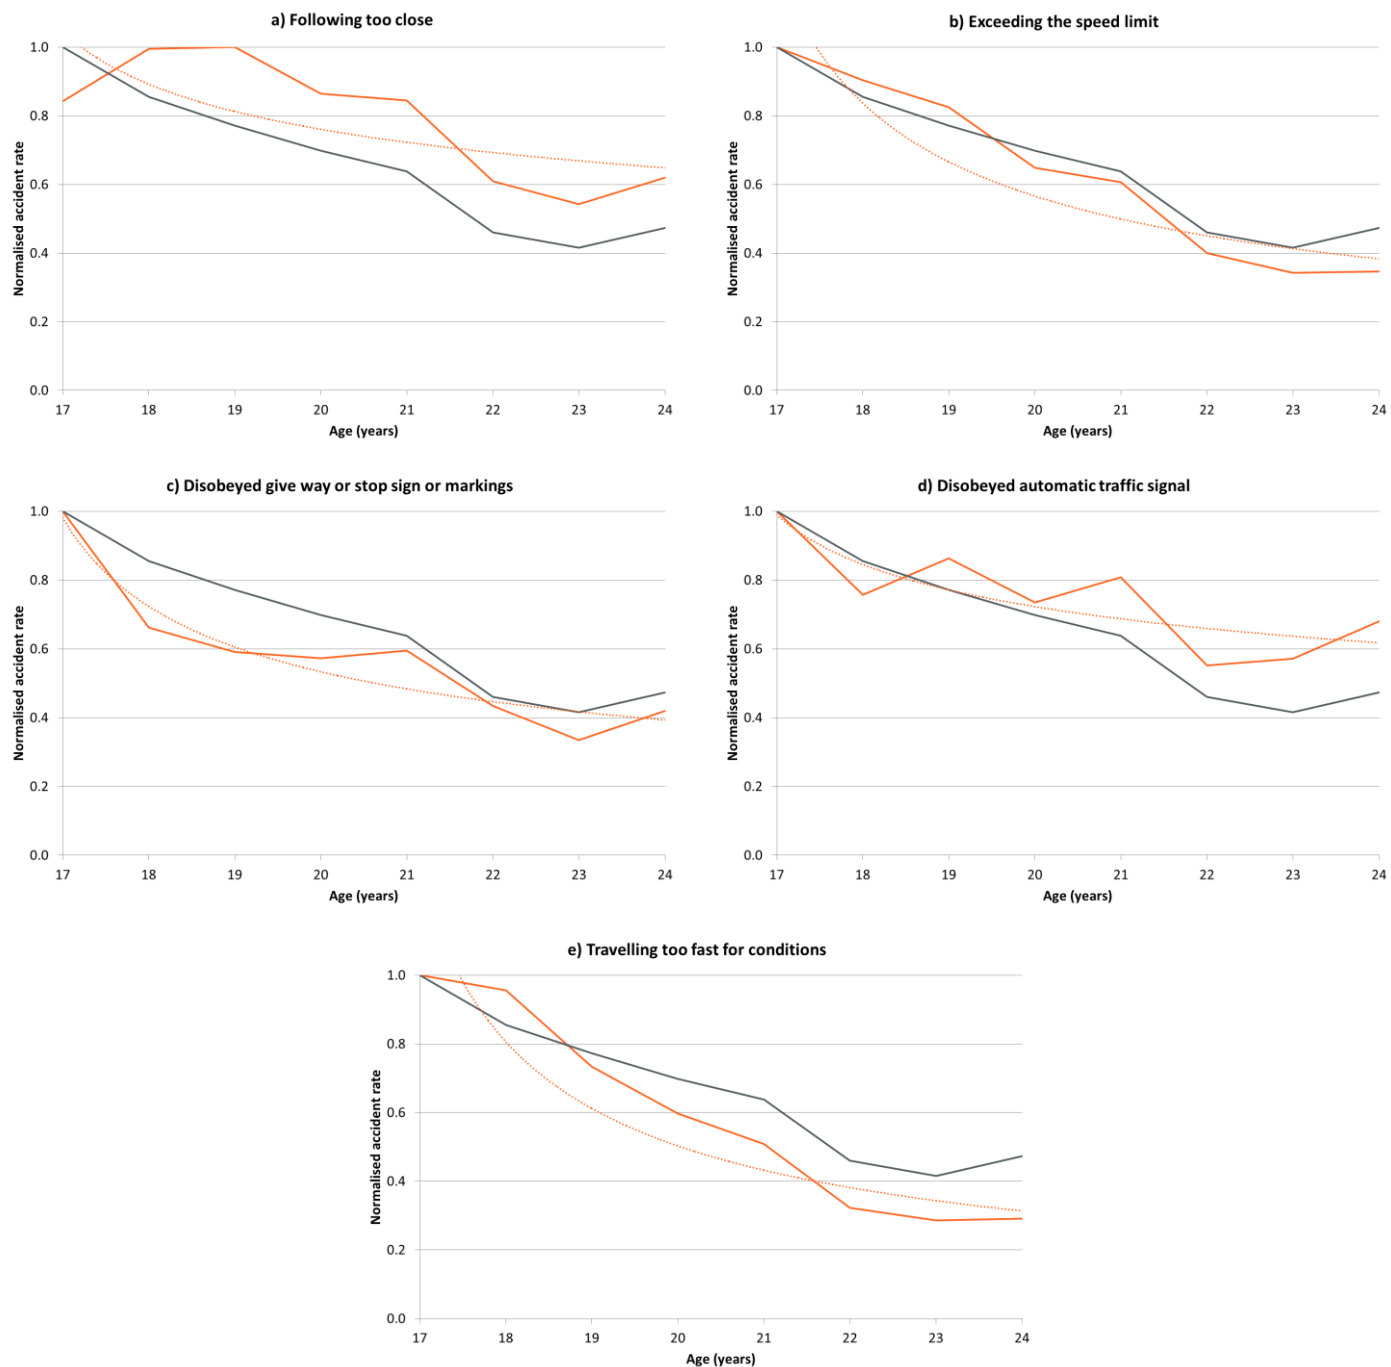 a) Following too close
Normalised accident rate
1.0
0.8
0.6
0.4
0.2
0.0
17 18 19 20 21 22 23 24
Age (years)
b) Exceeding the speed limit
Normalised accident rate
1.0
0.8
0.6
0.4
0.2
0.0
17 18 19 20 21 22 23 24
Age (years)
c) Disobeyed give way or stop sign or markings
Normalised accident rate
1.0
0.8
0.6
0.4
0.2
0.0
17 18 19 20 21 22 23 24
Age (years)
d) Disobeyed automatic traffic signal
Normalised accident rate
1.0
0.8
0.6
0.4
0.2
0.0
17 18 19 20 21 22 23 24
Age (years)
e) Travelling too fast for conditions
Normalised accident rate
1.0
0.8
0.6
0.4
0.2
0.0
17 18 19 20 21 22 23 24
Age (years)